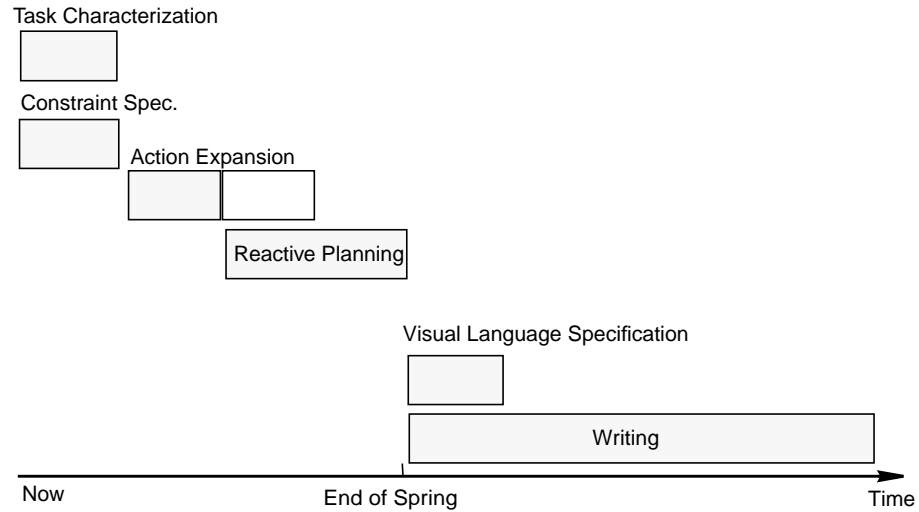 Task Characterization
Constraint Spec.
Action Expansion
Reactive Planning
Visual Language Specification
Writing
Now
End of Spring
Time